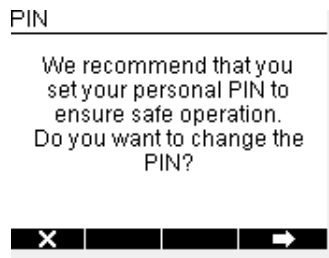 PIN
We recommend that you
set your personal PIN to
ensure safe operation.
Do you want to change the
PIN?